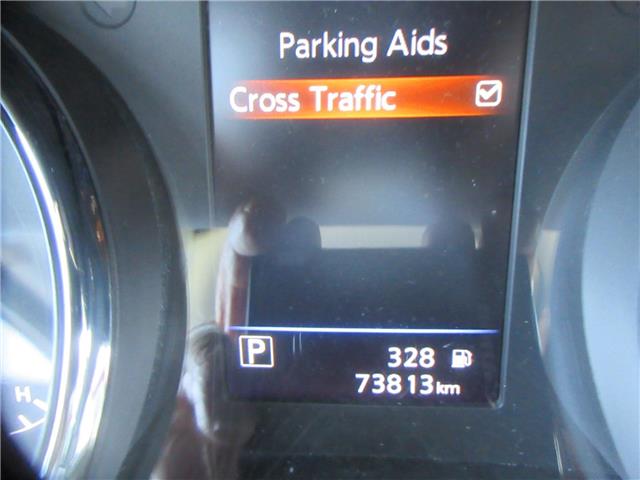 Parking Aids
Cross Traffic
P 328
73813km
H